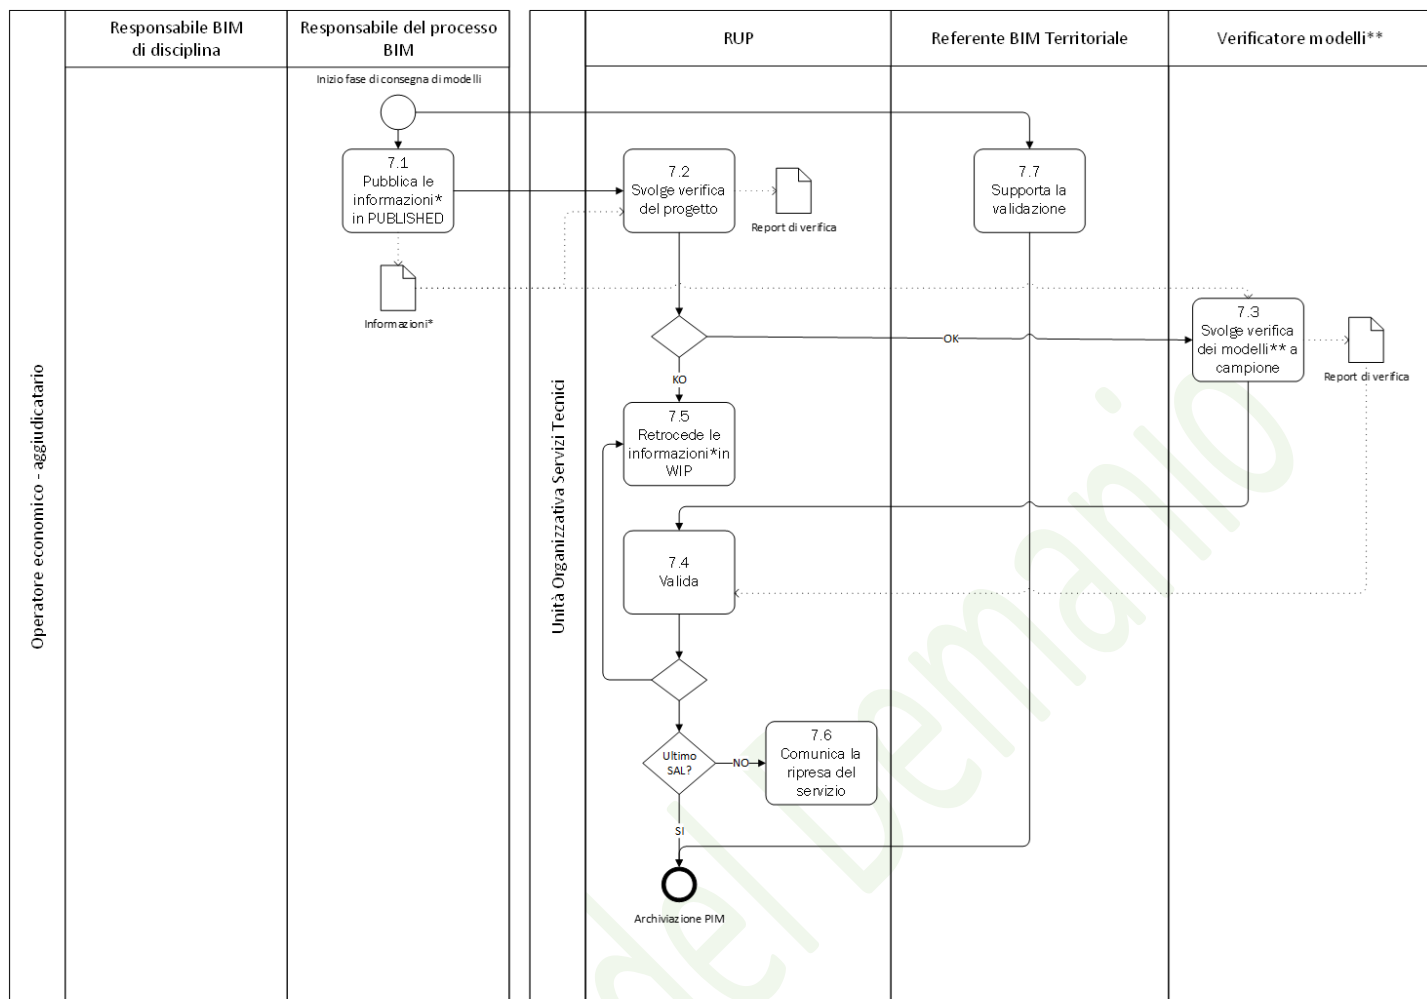 Responsabile BIM
di disciplina
Responsabile del processo
BIM
RUP
Referente BIM Territoriale
Verificatore modelli**
Operatore economico - aggiudicatario
Unità Organizzativa Servizi Tecnici
Inizio fase di consegna di modelli
7.1
Pubblica le
informazioni*
in PUBLISHED
Informazioni*
7.2
Svolge verifica
del progetto
Report di verifica
7.7
Supporta la
validazione
OK
7.3
Svolge verifica
dei modelli** a
campione
Report di verifica
KO
7.5
Retrocede le
informazioni*in
WIP
7.4
Valida
Ultimo
SAL?
NO
7.6
Comunica la
ripresa del
servizio
SI
Archiviazione PIM
del Demanio